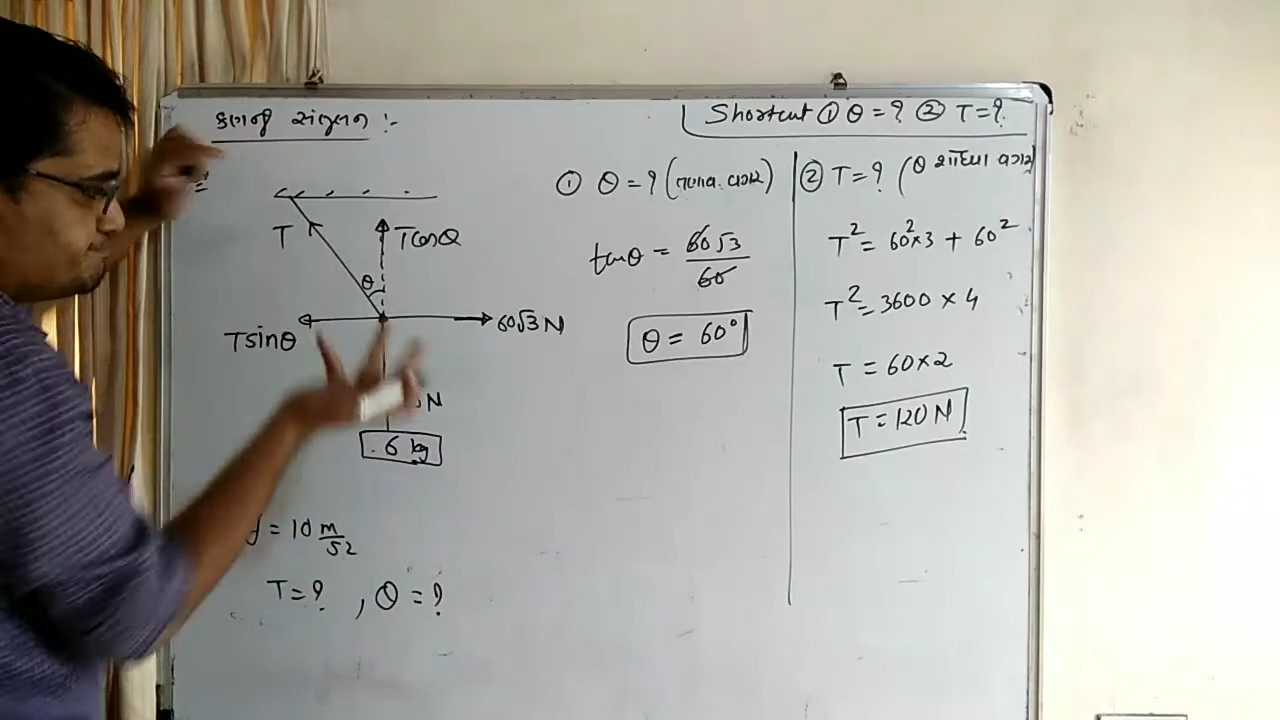 કણનું સંતુલન :-
Shortcut ① θ = ? ② T = ?
T
Tcosθ
θ
Tsinθ
60√3 N
N
6 kg
= 10 m/s2
T = ? , θ = ?
① θ = ? (તણાવ વગર)
tanθ = 60√3/60
θ = 60°
② T = ? (θ શોધ્યા વગર)
T² = 60²×3 + 60²
T² = 3600 × 4
T = 60×2
T = 120 N